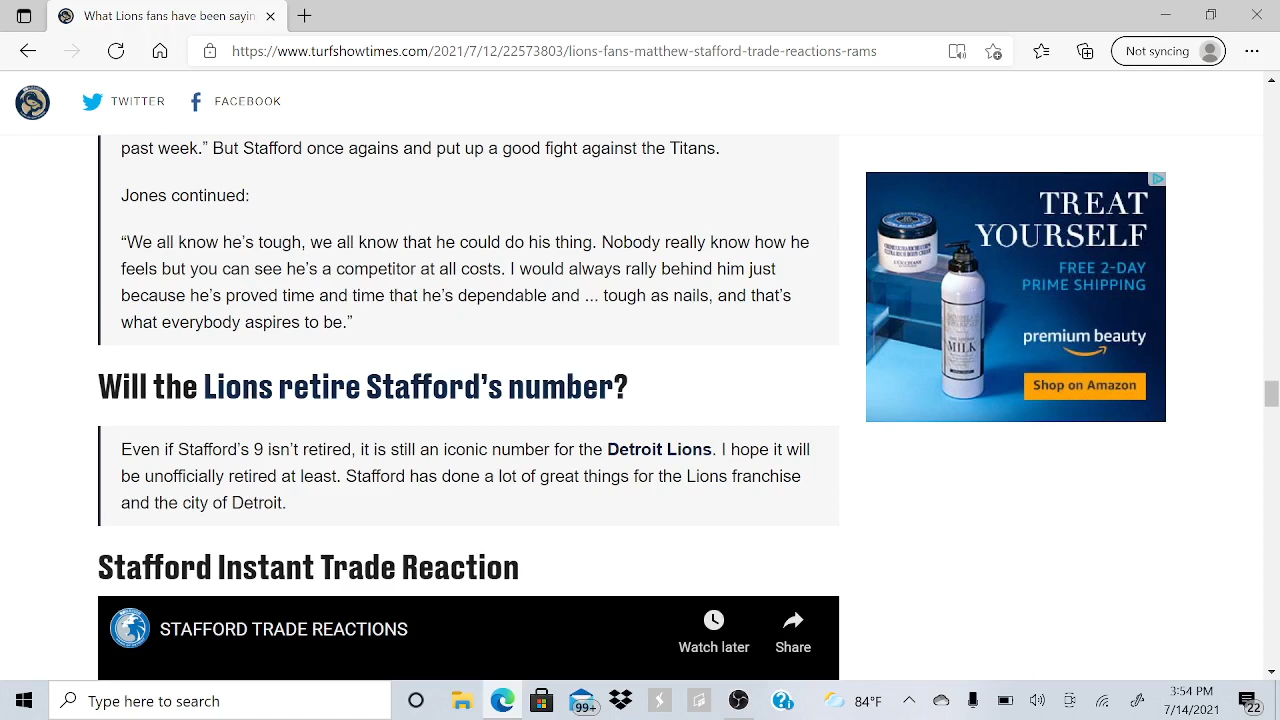 What Lions fans have been sayin
https://www.turfshowtimes.com/2021/7/12/22573803/lions-fans-matthew-stafford-trade-reactions-rams
Not syncing
TWITTER
FACEBOOK
past week.” But Stafford once agains and put up a good fight against the Titans.
Jones continued:
“We all know he’s tough, we all know that he could do his thing. Nobody really know how he
feels but you can see he’s a competitor at all costs. I would always rally behind him just
because he’s proved time and time that he’s dependable and ... tough as nails, and that’s
what everybody aspires to be.”
Will the Lions retire Stafford’s number?
Even if Stafford’s 9 isn’t retired, it is still an iconic number for the Detroit Lions. I hope it will
be unofficially retired at least. Stafford has done a lot of great things for the Lions franchise
and the city of Detroit.
Stafford Instant Trade Reaction
STAFFORD TRADE REACTIONS
Watch later
Share
TREAT
YOURSELF
FREE 2-DAY
PRIME SHIPPING
premium beauty
Shop on Amazon
MILK
Type here to search
99+
84°F
3:54 PM
7/14/2021
22